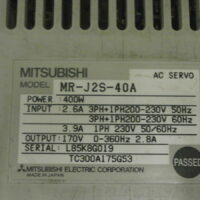 MITSUBISHI
AC SERVO
MODEL MR-J2S-40A
POWER : 400W
INPUT : 2.6A 3PH+1PH200-230V 50Hz
3PH+1PH200-230V 60Hz
3.9A 1PH 230V 50/60Hz
OUTPUT: 170V 0-360Hz 2.8A
SERIAL: L85K8G019
TC300A175G53
PASSED
MITSUBISHI ELECTRIC CORPORATION
MADE IN JAPAN